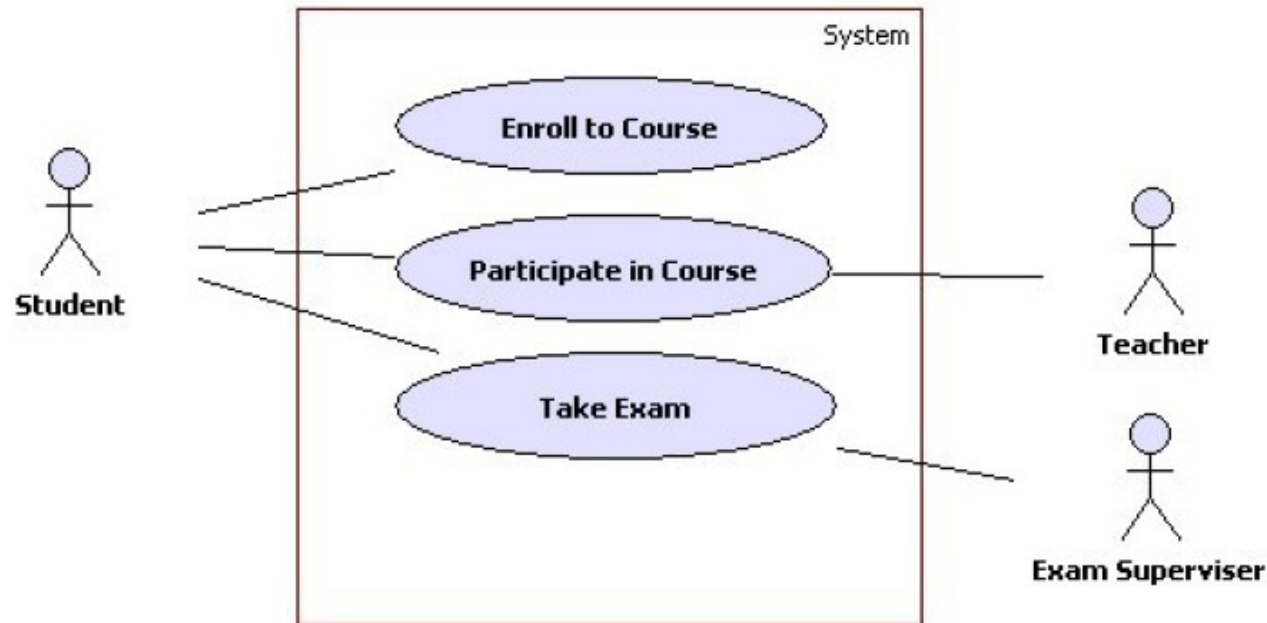 System
Enroll to Course
Student
Participate in Course
Teacher
Take Exam
Exam Superviser